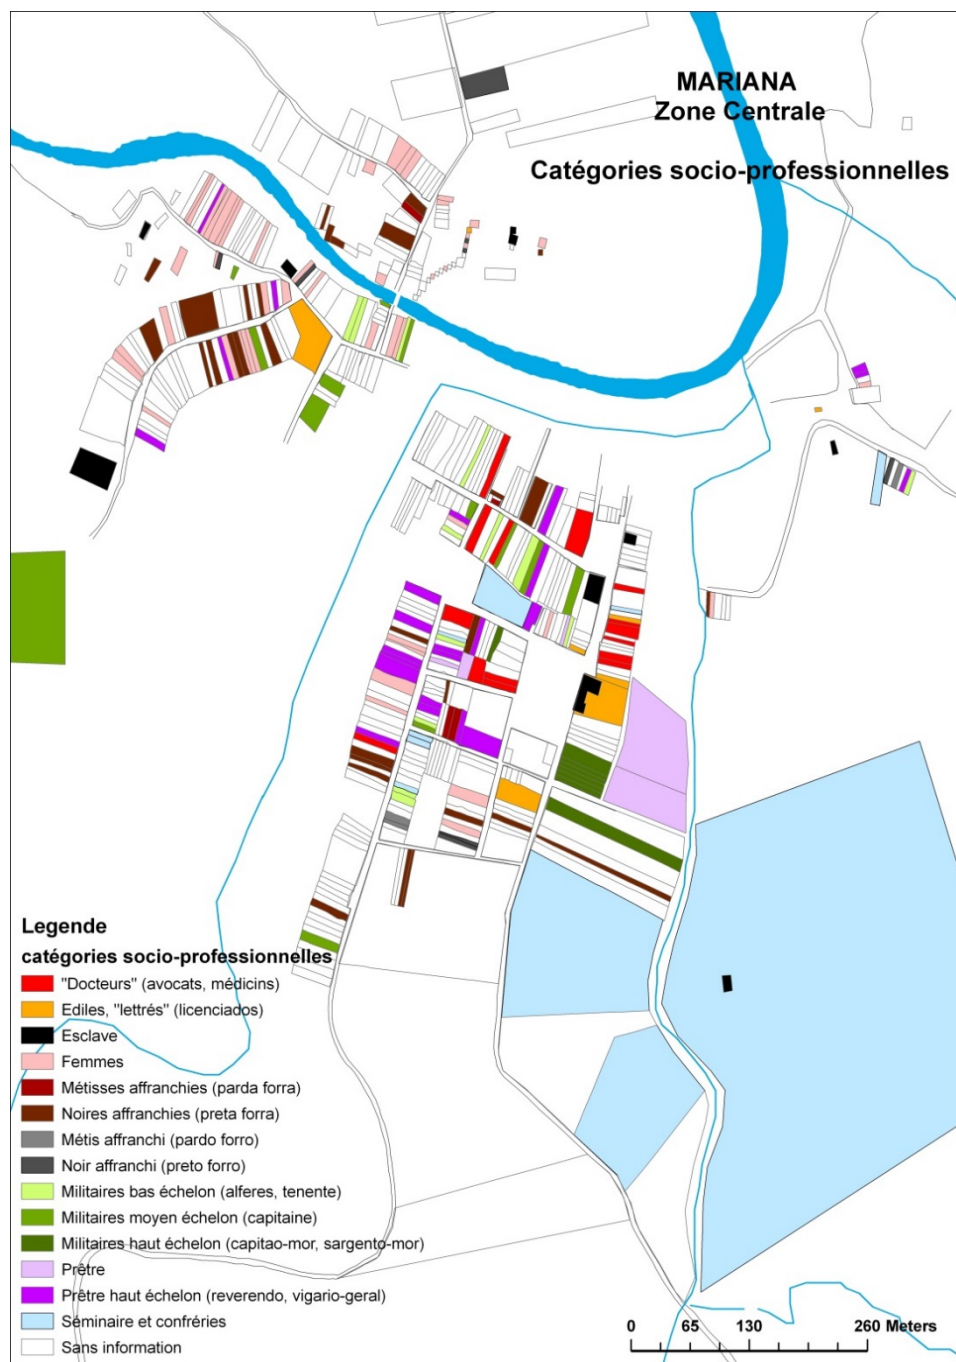 MARIANA
Zone Centrale
Catégories socio-professionnelles
Legende
catégories socio-professionnelles
"Docteurs" (avocats, médicins)
Ediles, "lettrés" (licenciados)
Esclave
Femmes
Métisses affranchies (parda forra)
Noires affranchies (preta forra)
Métis affranchi (pardo forro)
Noir affranchi (preto forro)
Militaires bas échelon (alferes, tenente)
Militaires moyen échelon (capitaine)
Militaires haut échelon (capitao-mor, sargento-mor)
Prêtre
Prêtre haut échelon (reverendo, vigario-geral)
Séminaire et confréries
Sans information
0 65 130 260 Meters